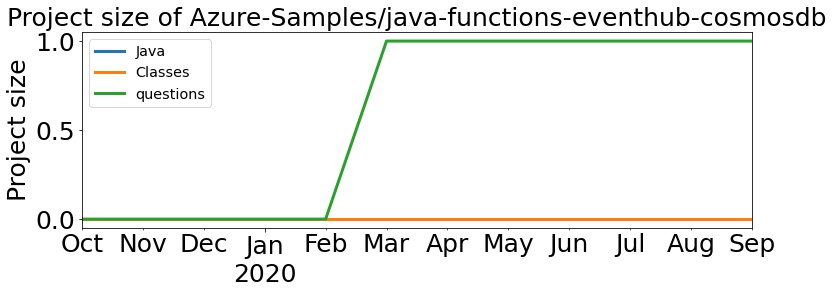 Project size of Azure-Samples/java-functions-eventhub-cosmosdb
Project size
1.0
0.5
0.0
Java
Classes
questions
Oct Nov Dec Jan Feb Mar Apr May Jun Jul Aug Sep
2020